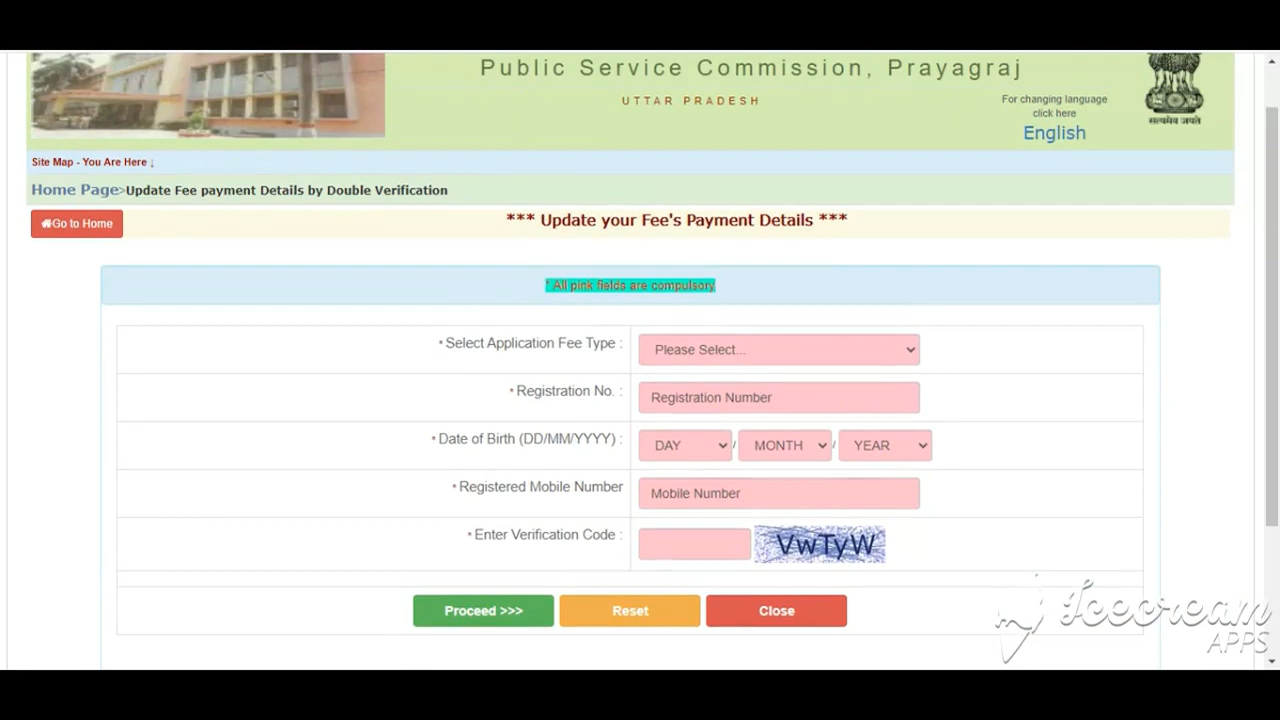 Public Service Commission, Prayagraj
UTTAR PRADESH
For changing language
click here
English
सत्यमेव जयते
Site Map - You Are Here ↓
Home Page>Update Fee payment Details by Double Verification
Go to Home
*** Update your Fee's Payment Details ***
* All pink fields are compulsory
* Select Application Fee Type : Please Select...
* Registration No. : Registration Number
* Date of Birth (DD/MM/YYYY) : DAY / MONTH / YEAR
* Registered Mobile Number Mobile Number
* Enter Verification Code : VwTyW
Proceed >>> Reset Close
Icecream
APPS